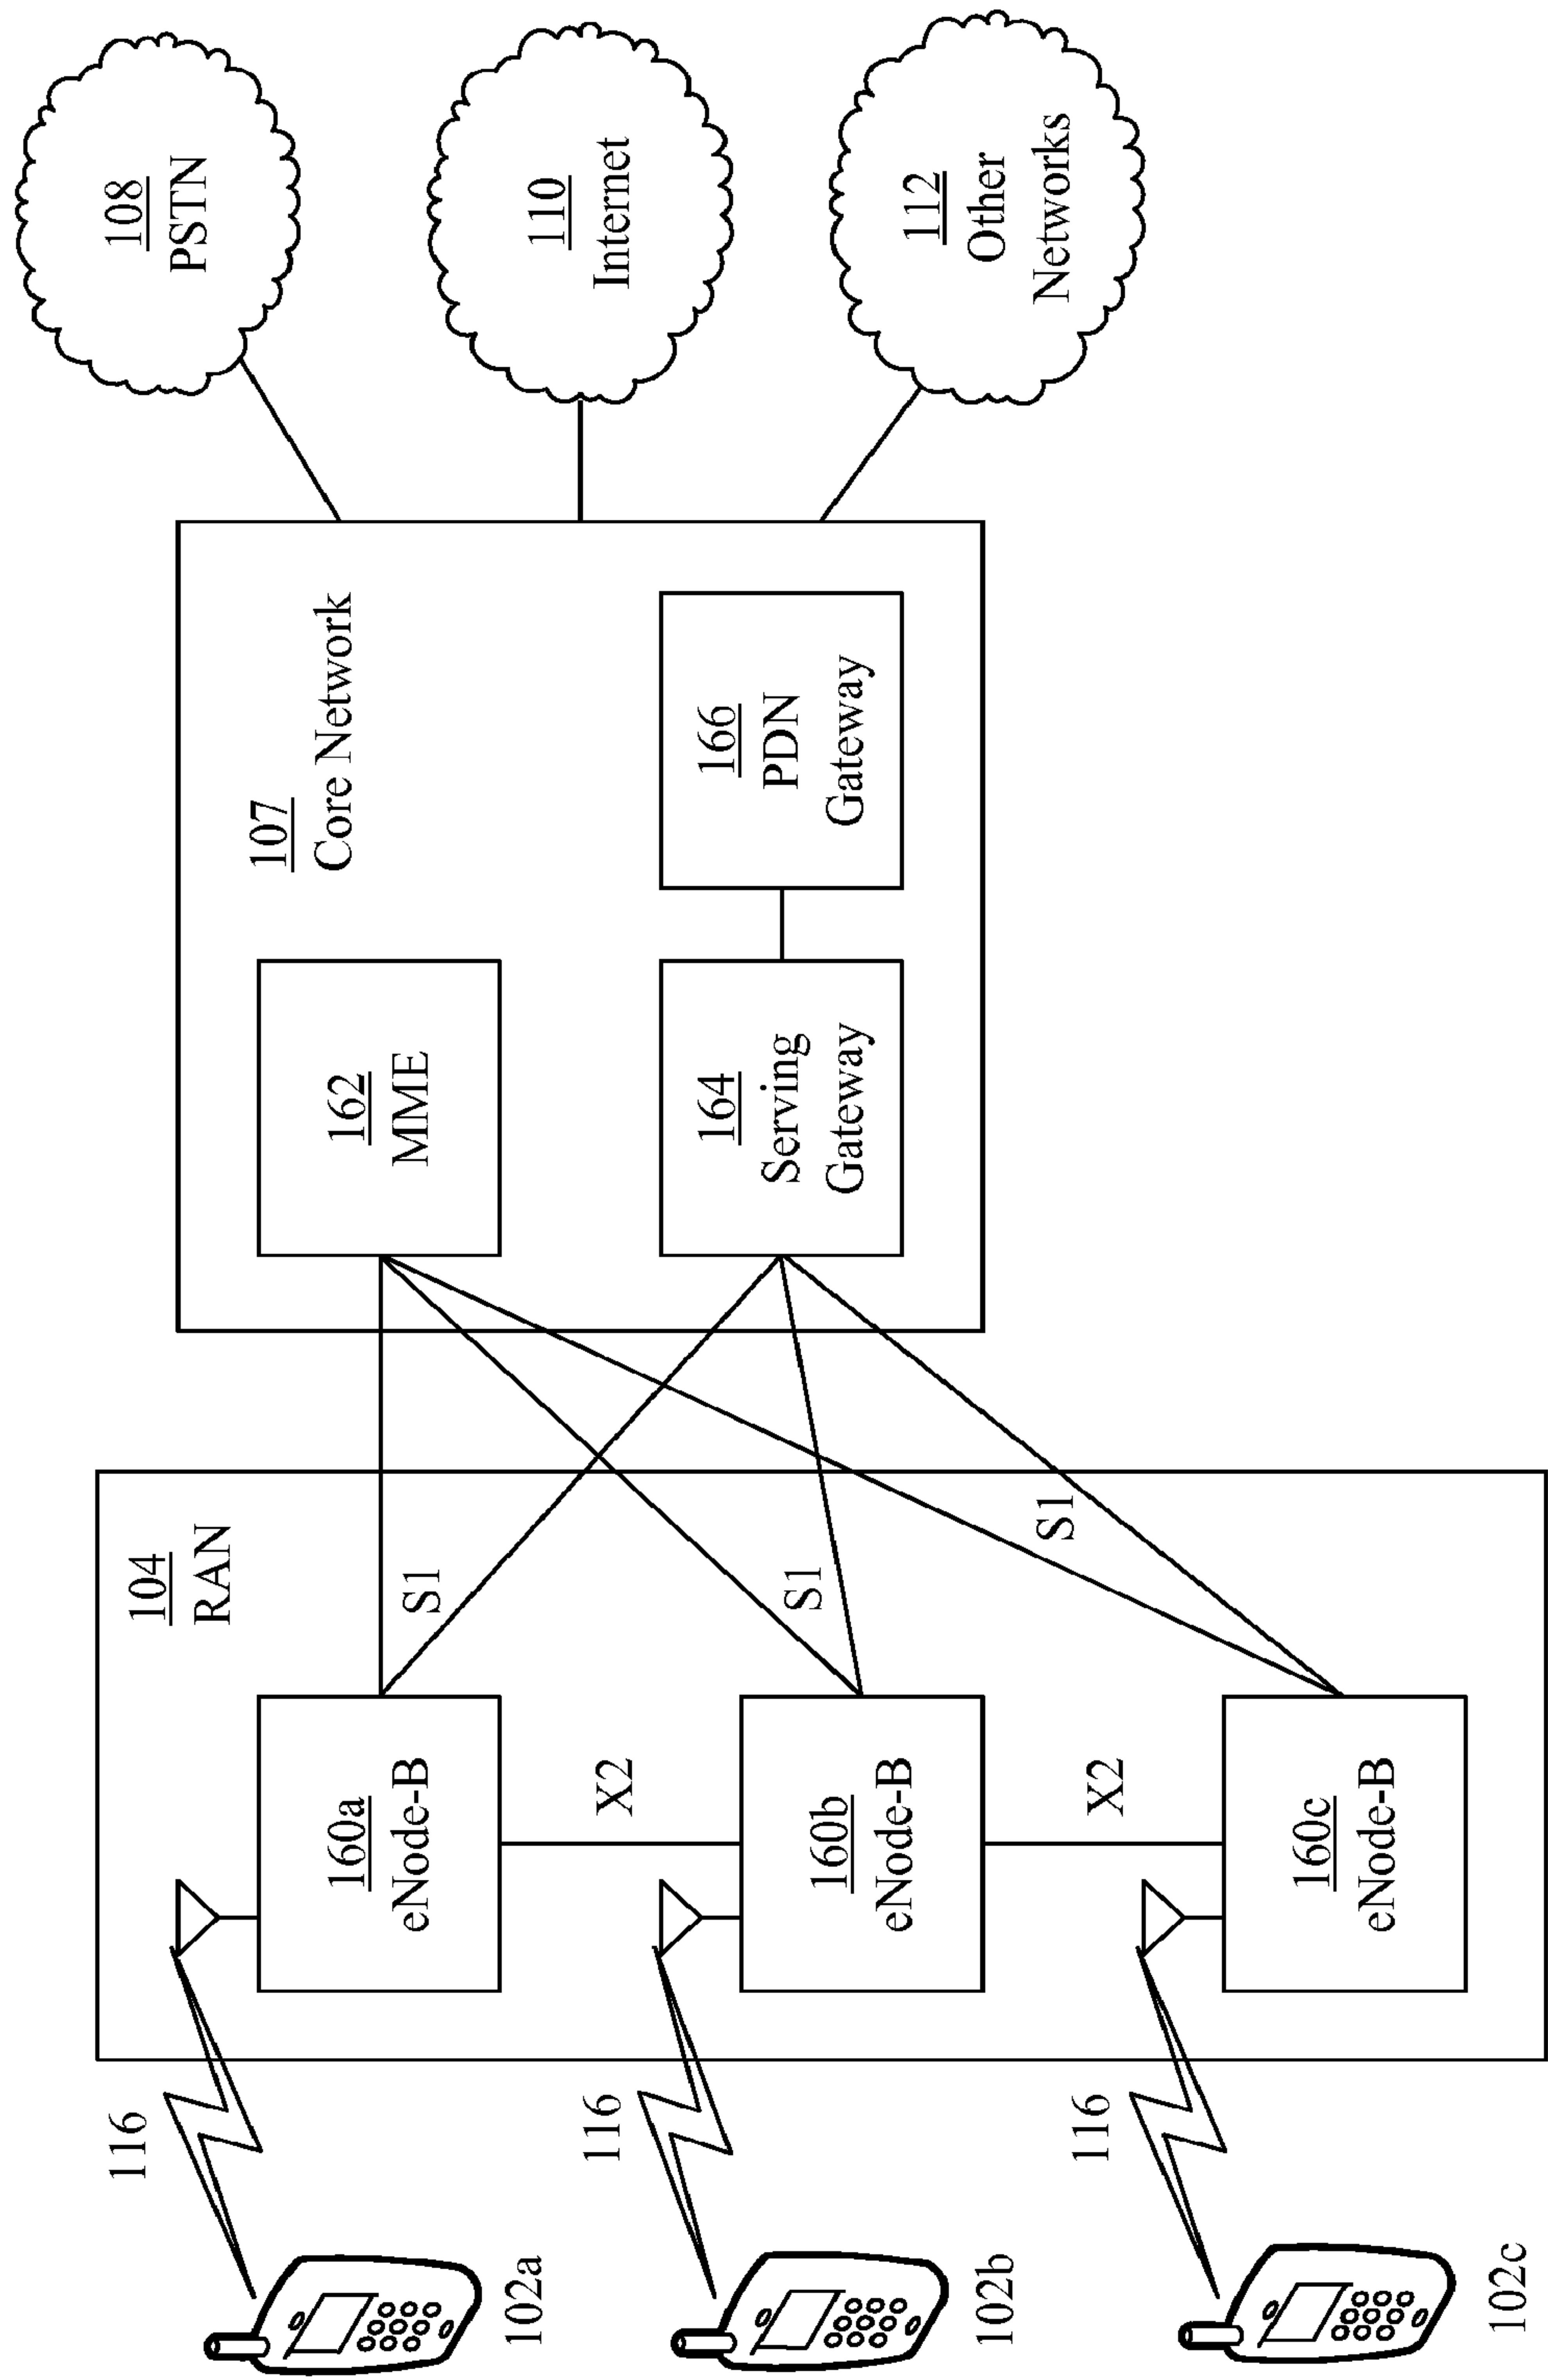 108
PSTN
110
Internet
112
Other
Networks
107
Core Network
162
MME
166
PDN
Gateway
164
Serving
Gateway
104
RAN
S1
S1
S1
160a
eNode-B
X2
160b
eNode-B
X2
160c
eNode-B
116
116
116
102a
102b
102c